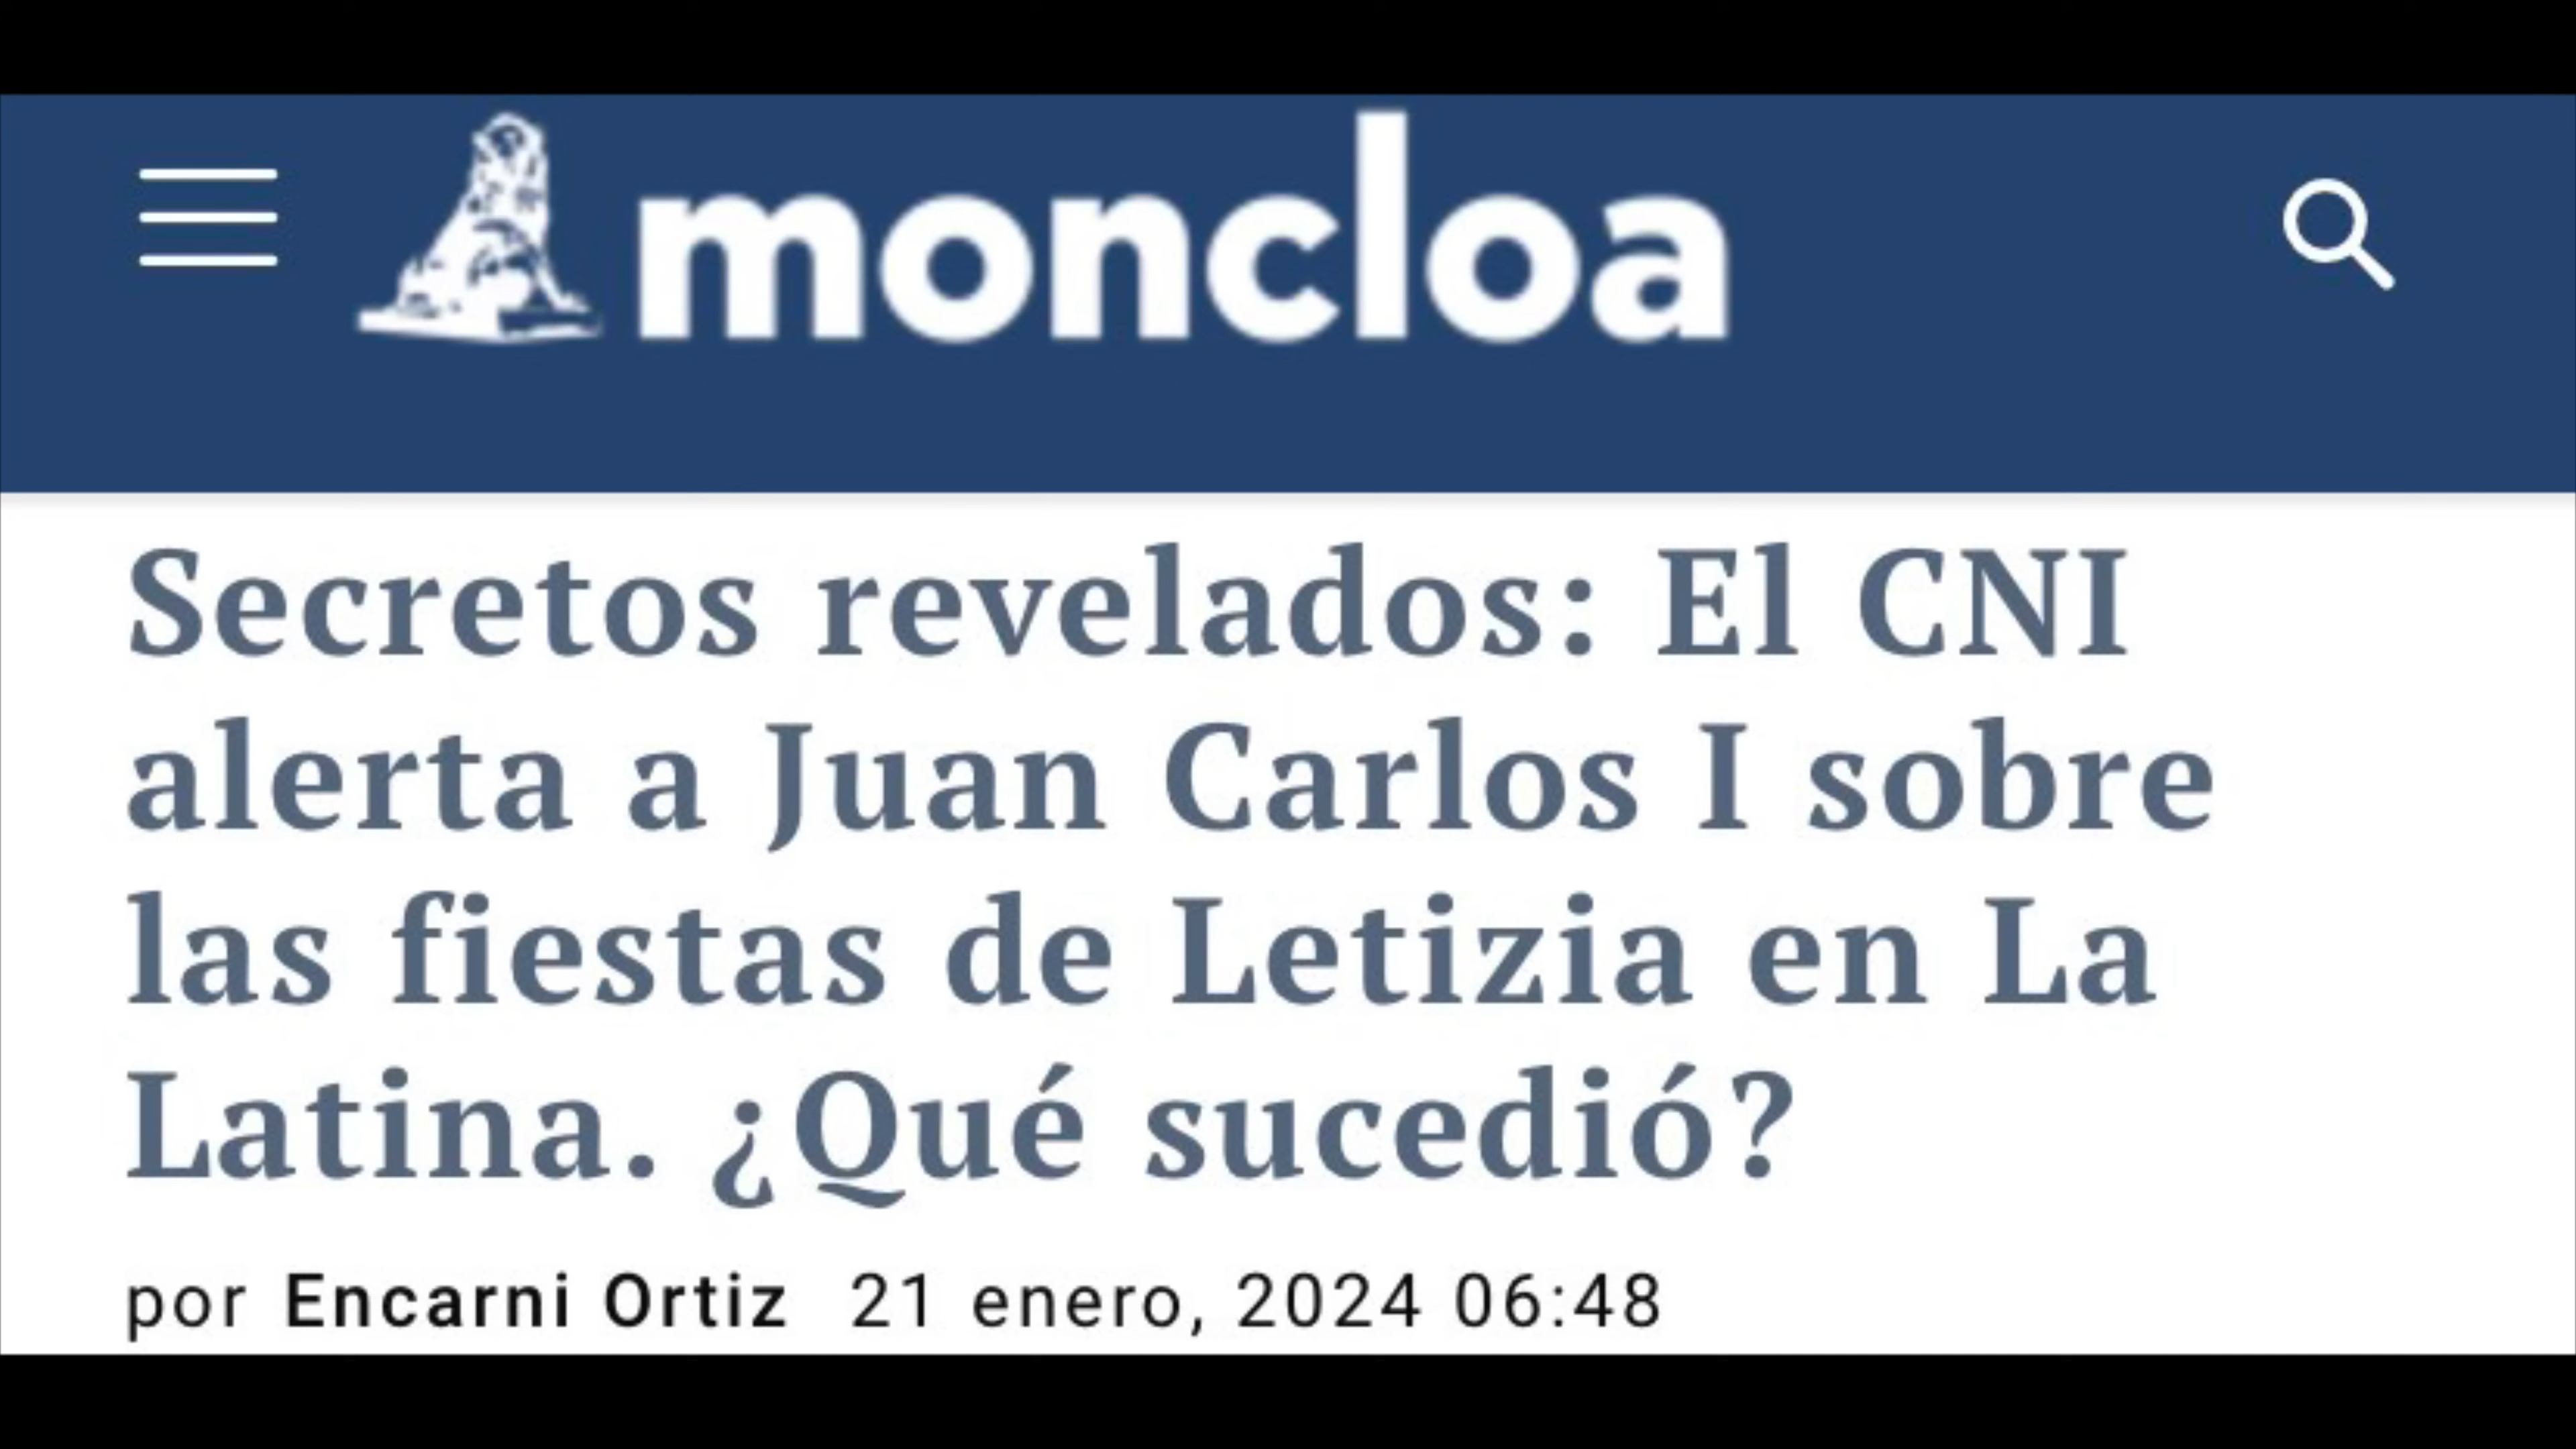 moncloa
Secretos revelados: El CNI
alerta a Juan Carlos I sobre
las fiestas de Letizia en La
Latina. ¿Qué sucedió?
por Encarni Ortiz 21 enero, 2024 06:48